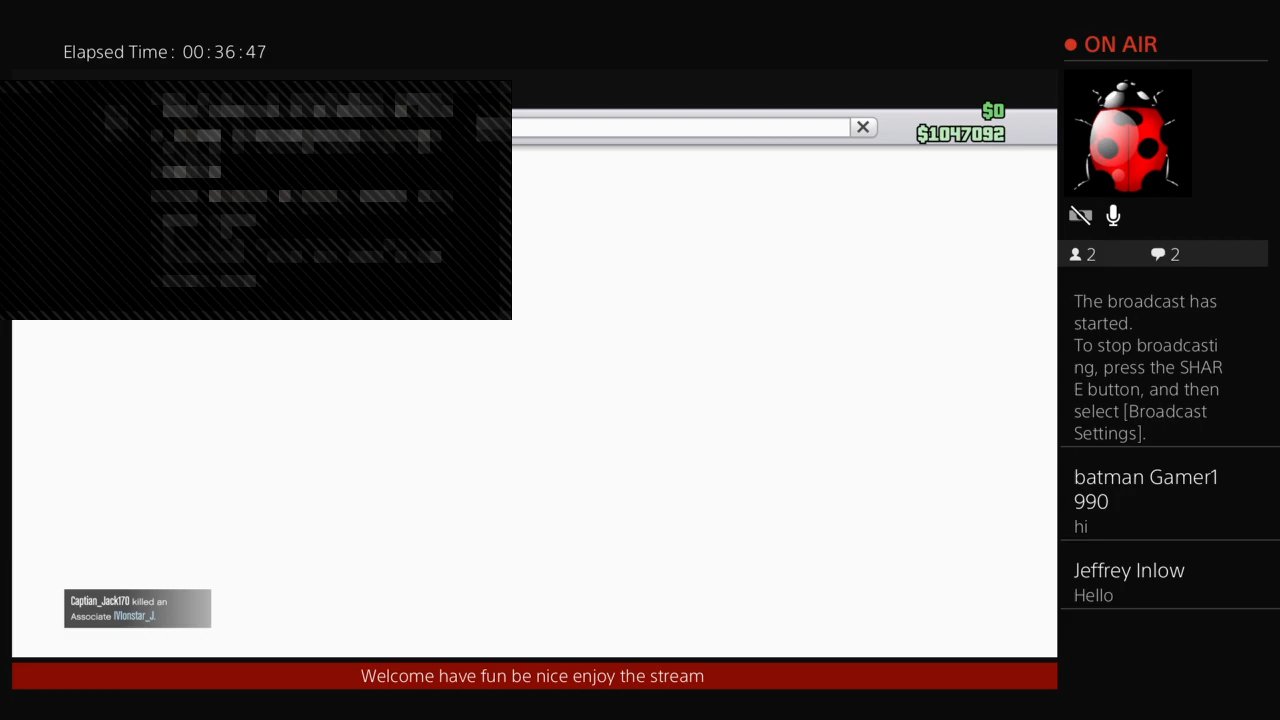 Elapsed Time: 00:36:47
ON AIR
$0
$1047092
2
2
The broadcast has
started.
To stop broadcasti
ng, press the SHAR
E button, and then
select [Broadcast
Settings].
batman Gamer1
990
hi
Jeffrey Inlow
Hello
Captian_Jack170 killed an
Associate IVIonstar_J.
Welcome have fun be nice enjoy the stream